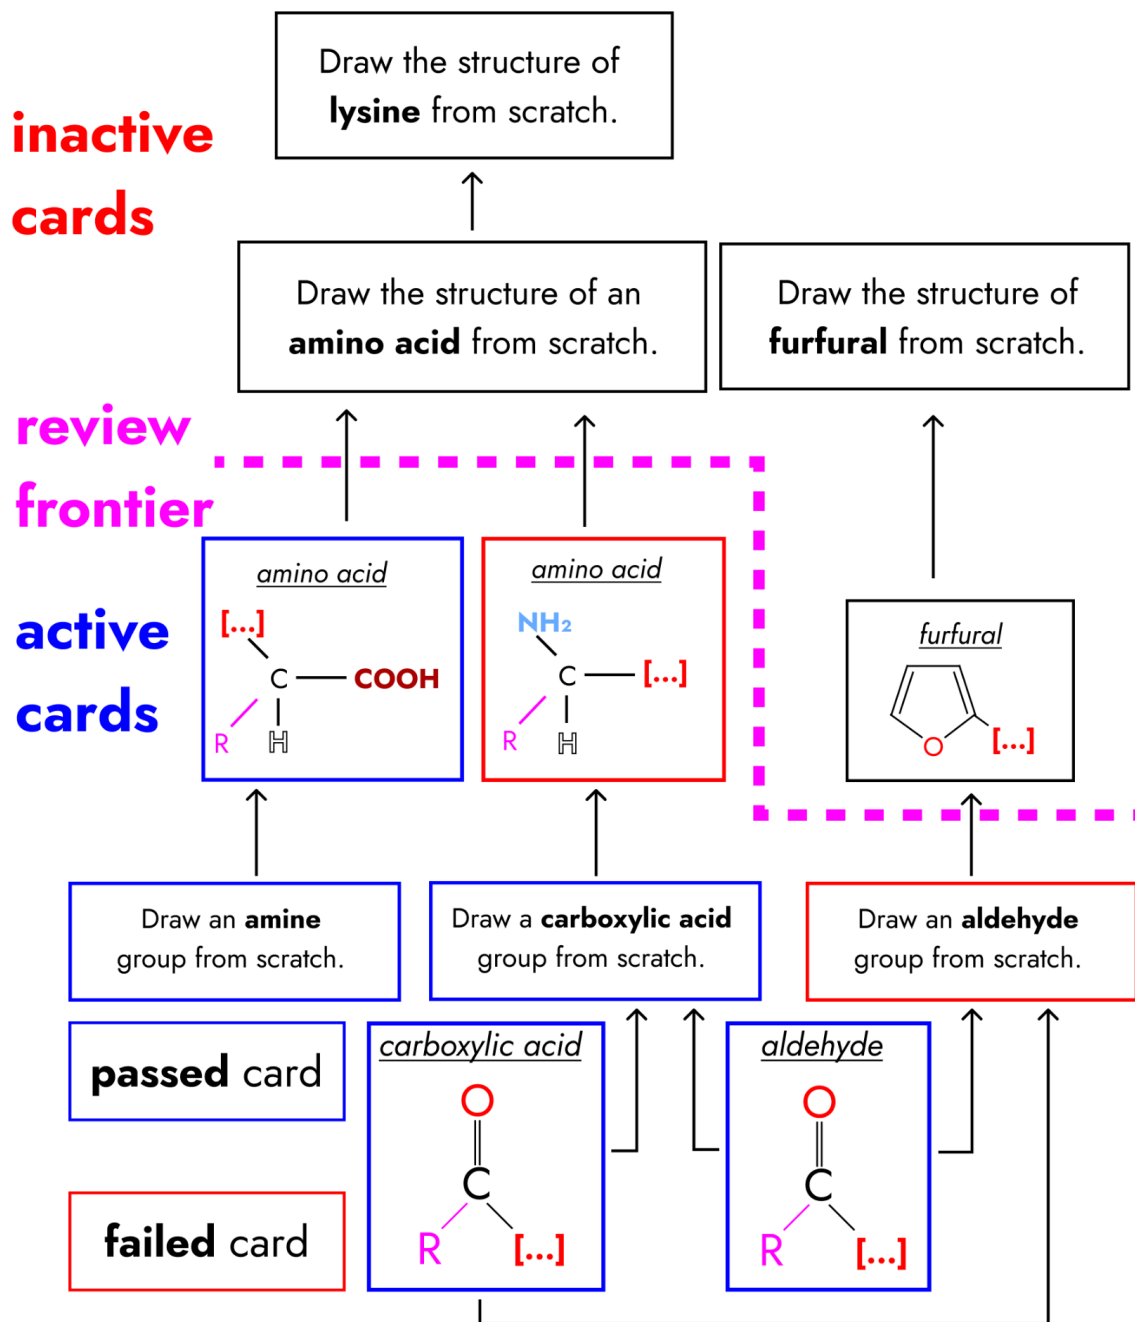 Draw the structure of
lysine from scratch.
inactive
cards
Draw the structure of an
amino acid from scratch.
Draw the structure of
furfural from scratch.
review
frontier
active
cards
amino acid
[...]
C
COOH
R
H
amino acid
NH₂
C
[...]
R
H
furfural
O
[...]
Draw an amine
group from scratch.
Draw a carboxylic acid
group from scratch.
Draw an aldehyde
group from scratch.
passed card
failed card
carboxylic acid
O
C
R
[...]
aldehyde
O
C
R
[...]